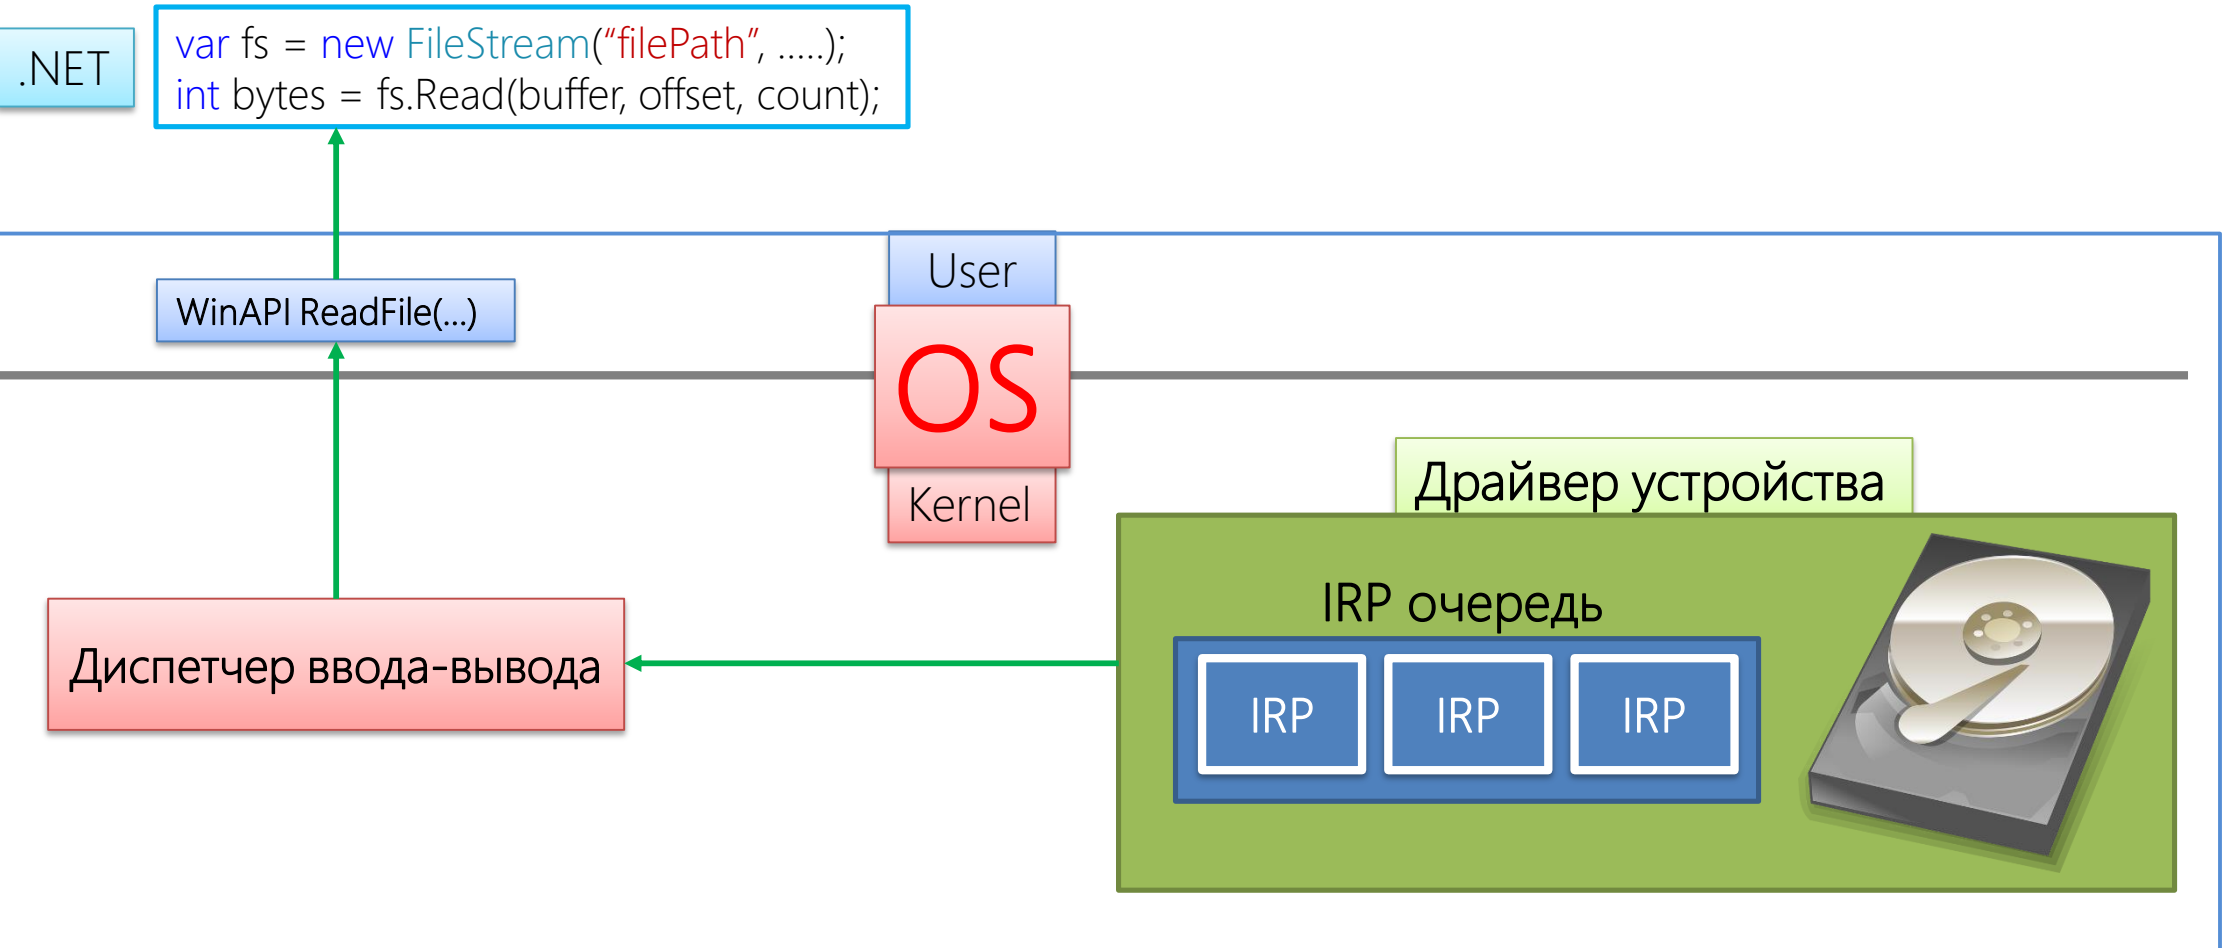 .NET
var fs = new FileStream(“filePath”, .....);
int bytes = fs.Read(buffer, offset, count);
User
WinAPI ReadFile(...)
OS
Kernel
Драйвер устройства
IRP очередь
Диспетчер ввода-вывода
IRP
IRP
IRP